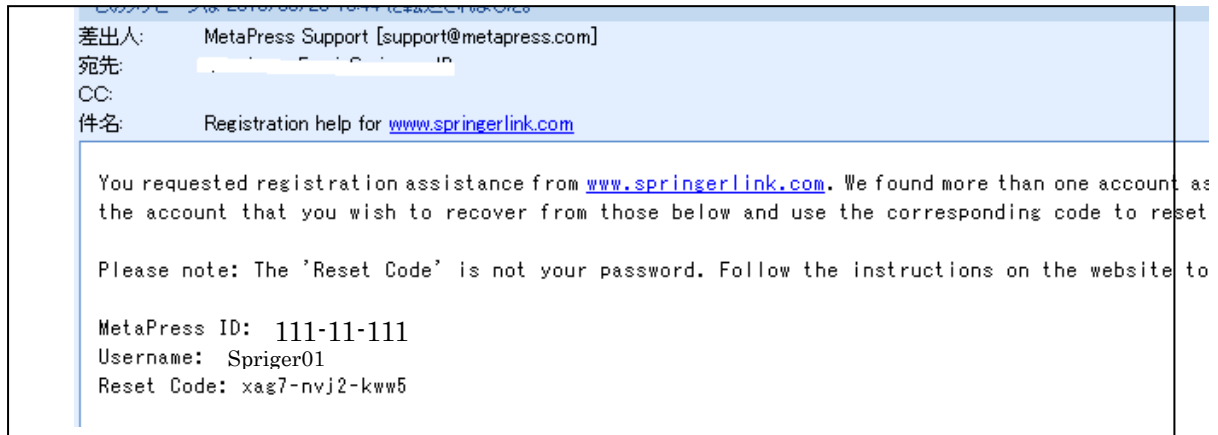 差出人: MetaPress Support [support@metapress.com]
宛先:
CC:
件名: Registration help for www.springerlink.com
You requested registration assistance from www.springerlink.com. We found more than one account as
the account that you wish to recover from those below and use the corresponding code to reset
Please note: The 'Reset Code' is not your password. Follow the instructions on the website to
MetaPress ID: 111-11-111
Username: Spriger01
Reset Code: xag7-nvj2-kww5